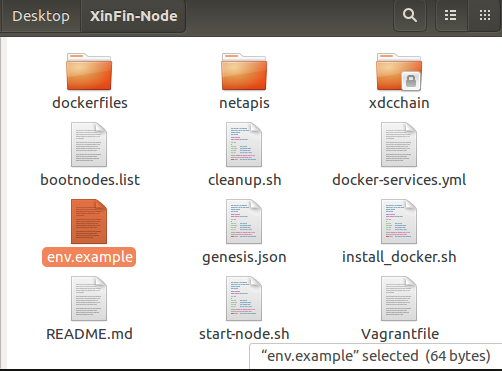 Desktop XinFin-Node
dockerfiles netapis xdcchain
bootnodes.list cleanup.sh docker-services.yml
env.example genesis.json install_docker.sh
README.md start-node.sh Vagrantfile
“env.example” selected (64 bytes)